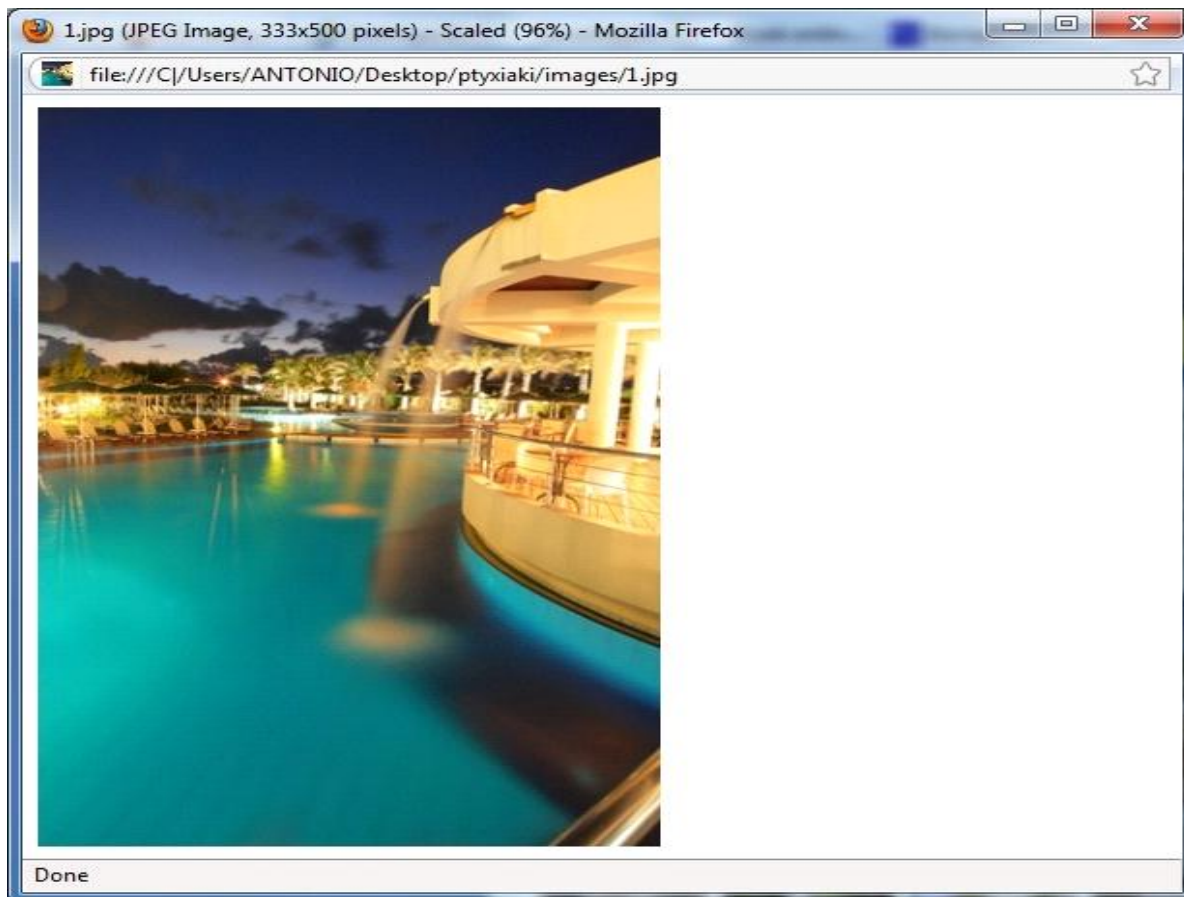 1.jpg (JPEG Image, 333x500 pixels) - Scaled (96%) - Mozilla Firefox
file:///C|/Users/ANTONIO/Desktop/ptyxiaki/images/1.jpg
Done